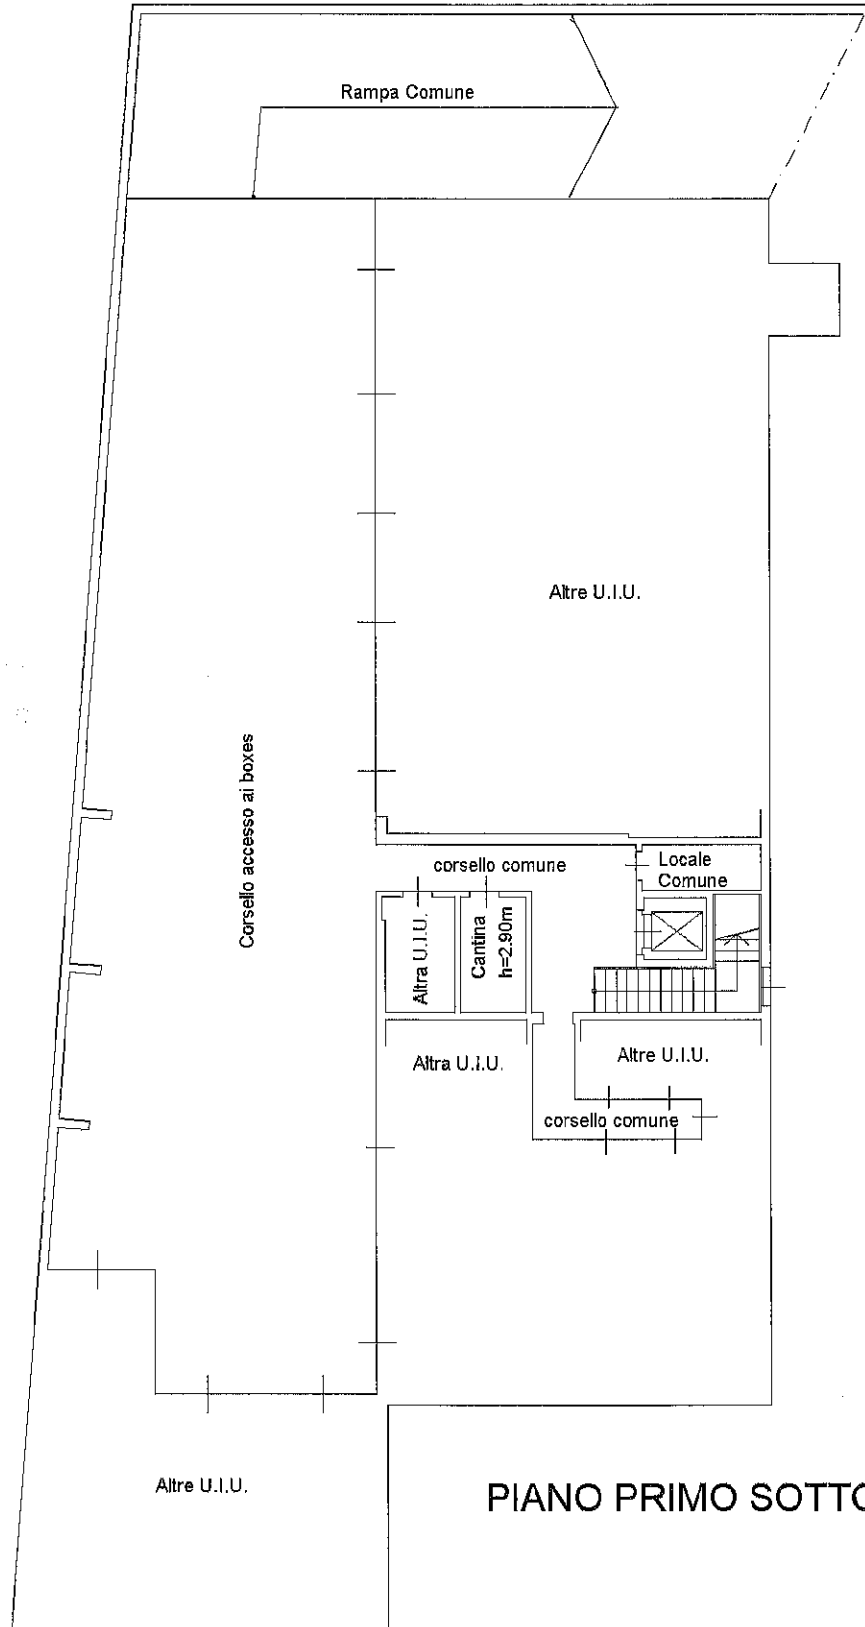 Rampa Comune
Altre U.I.U.
Corsello accesso ai boxes
corsello comune
Locale
Comune
Altra U.I.U.
Cantina
h=2.90m
Altra U.I.U.
Altre U.I.U.
corsello comune
Altre U.I.U.
PIANO PRIMO SOTTO